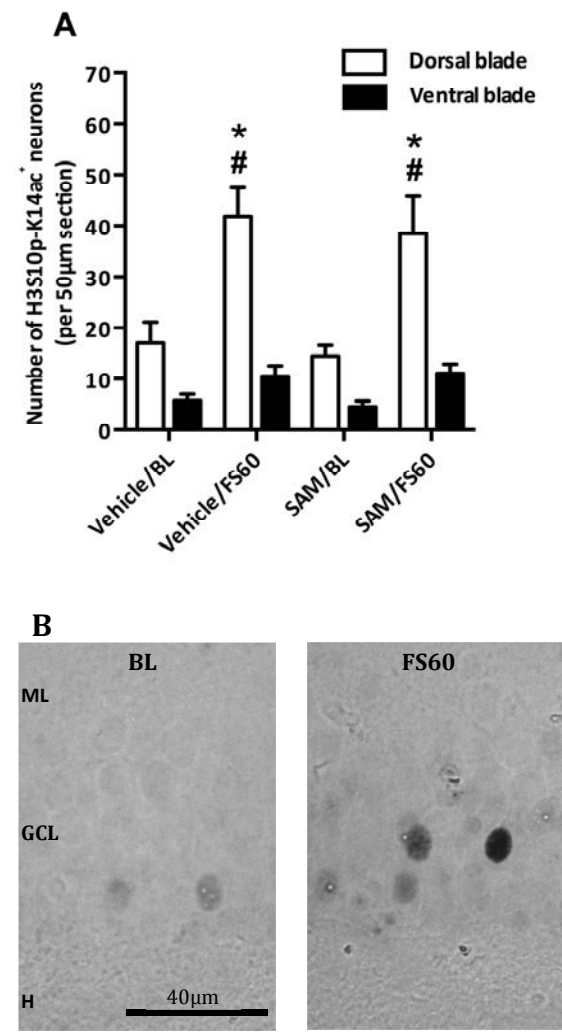 A
Dorsal blade
Ventral blade
Number of H3S10p-K14ac⁺ neurons
(per 50µm section)
70
60
50
40
30
20
10
0
* # * #
Vehicle/BL
Vehicle/FS60
SAM/BL
SAM/FS60
B
BL
FS60
ML
GCL
H
40µm